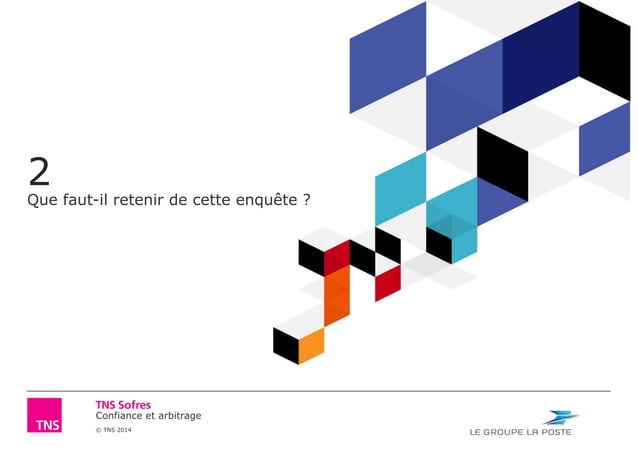 2
Que faut-il retenir de cette enquête ?
TNS
TNS Sofres
Confiance et arbitrage
© TNS 2014
LE GROUPE LA POSTE